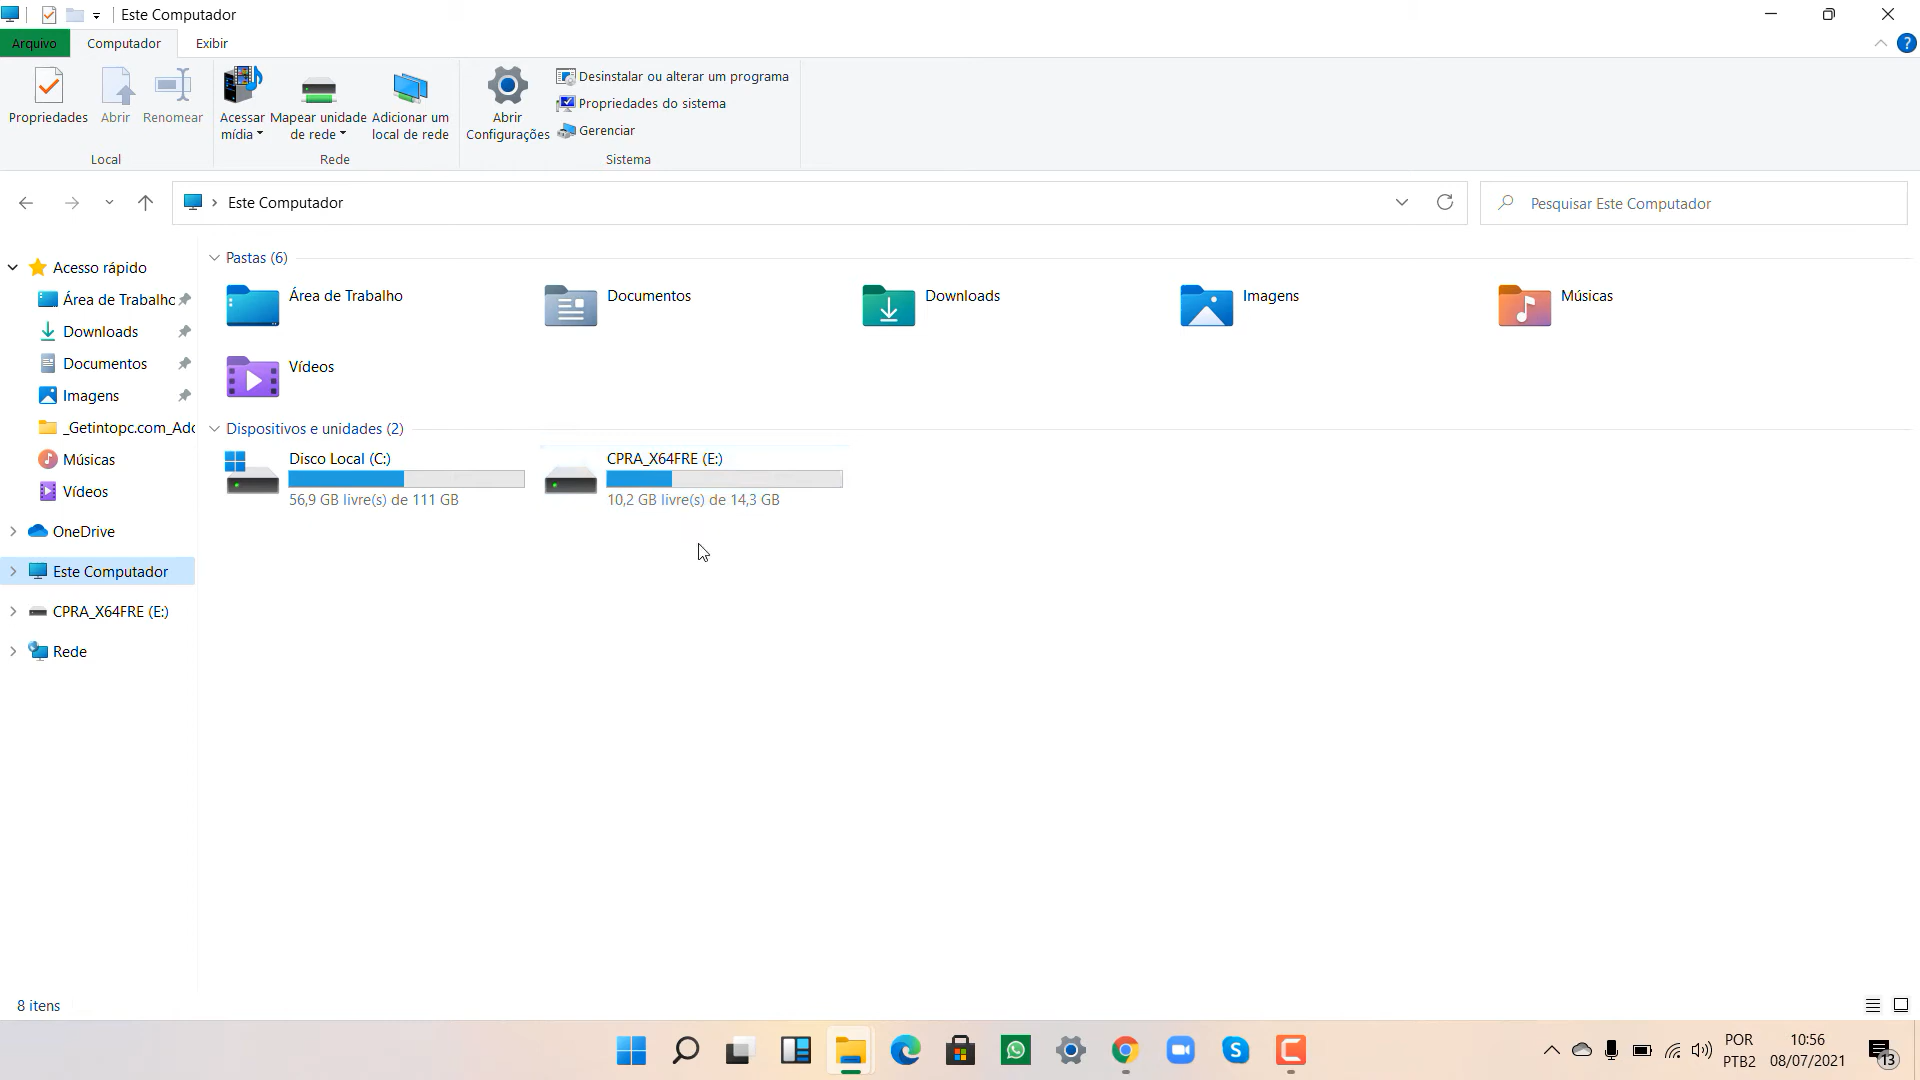 Este Computador
Arquivo
Computador
Exibir
Propriedades
Abrir
Renomear
Local
Acessar
mídia
Mapear unidade
de rede
Adicionar um
local de rede
Rede
Abrir
Configurações
Desinstalar ou alterar um programa
Propriedades do sistema
Gerenciar
Sistema
Este Computador
Pesquisar Este Computador
Acesso rápido
Área de Trabalho
Downloads
Documentos
Imagens
_Getintopc.com_Ado
Músicas
Vídeos
OneDrive
Este Computador
CPRA_X64FRE (E:)
Rede
Pastas (6)
Área de Trabalho
Documentos
Downloads
Imagens
Músicas
Vídeos
Dispositivos e unidades (2)
Disco Local (C:)
56,9 GB livre(s) de 111 GB
CPRA_X64FRE (E:)
10,2 GB livre(s) de 14,3 GB
8 itens
POR
PTB2
10:56
08/07/2021
13